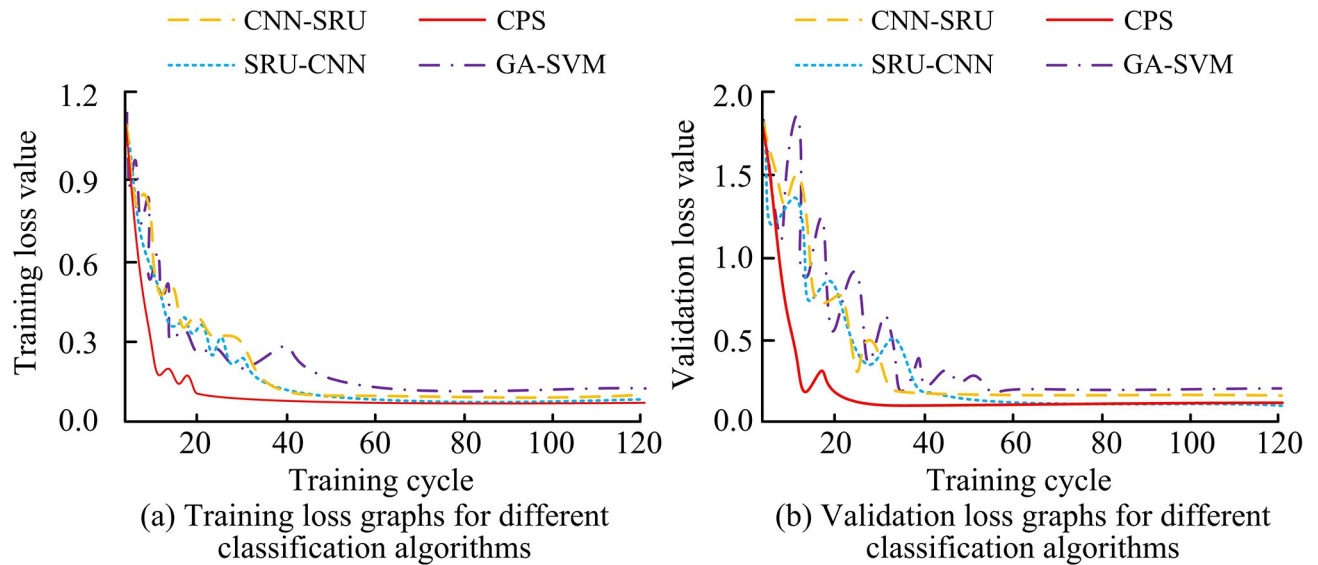 CNN-SRU
CPS
SRU-CNN
GA-SVM
Training loss value
1.2
0.9
0.6
0.3
0.0
20
40
60
80
100
120
Training cycle
(a) Training loss graphs for different
classification algorithms
CNN-SRU
CPS
SRU-CNN
GA-SVM
Validation loss value
2.0
1.5
1.0
0.5
0.0
20
40
60
80
100
120
Training cycle
(b) Validation loss graphs for different
classification algorithms